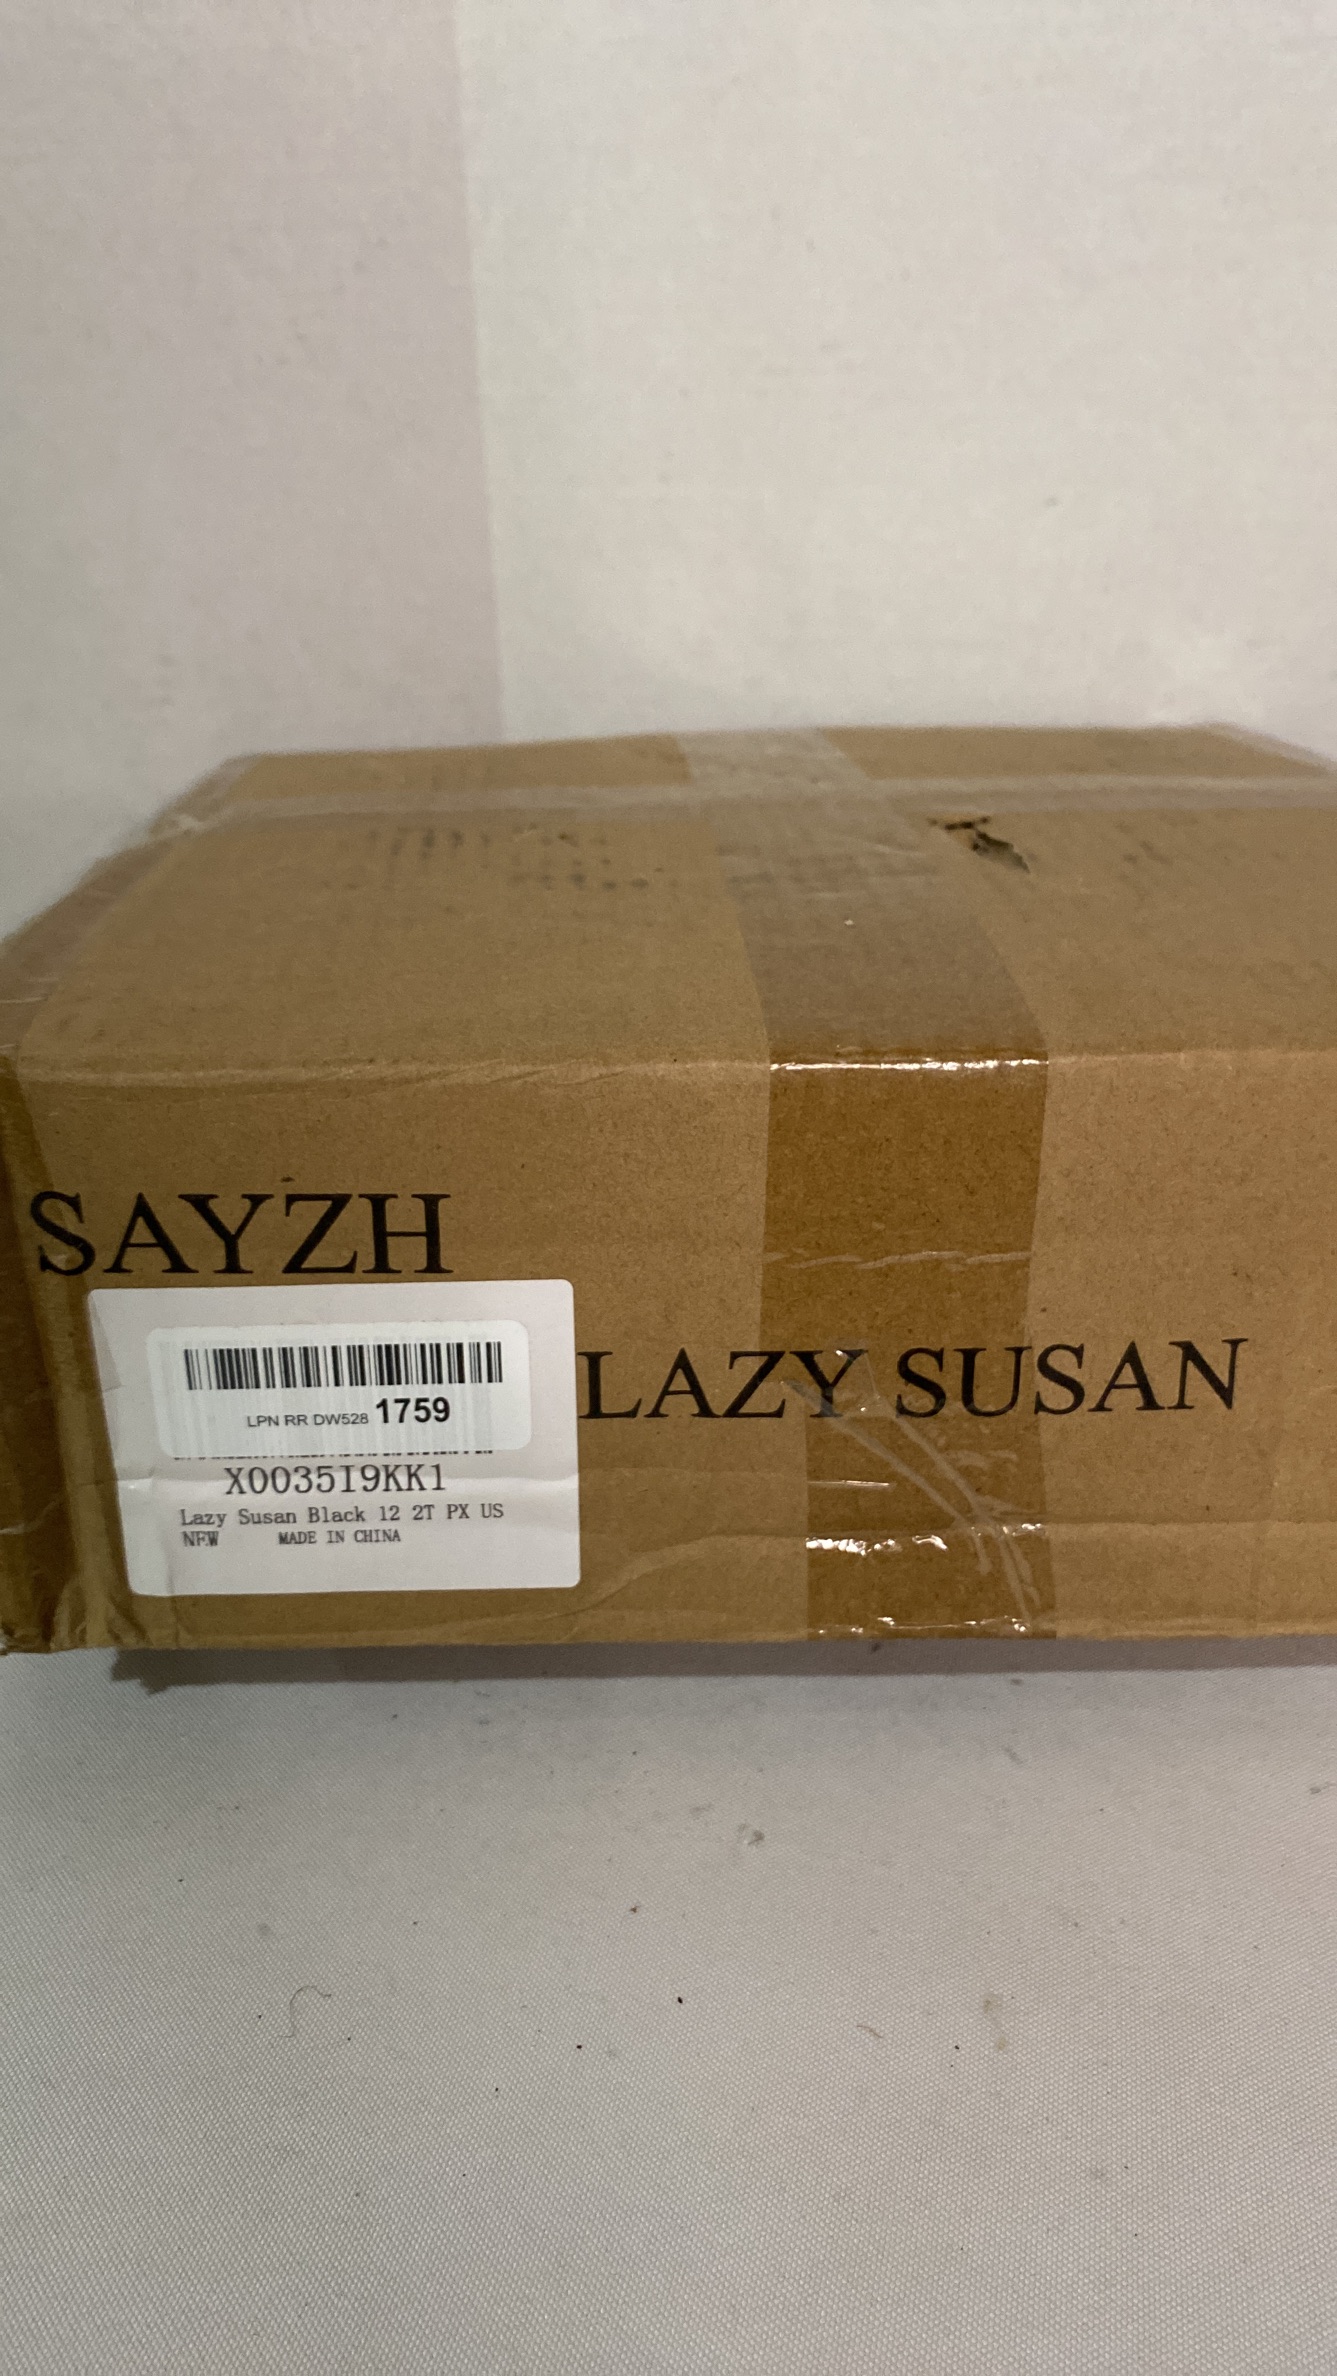 SAYZH
LAZY SUSAN
LPN RR DW528 1759
X0035I9KK1
Lazy Susan Black 12 2T PX US
NEW MADE IN CHINA